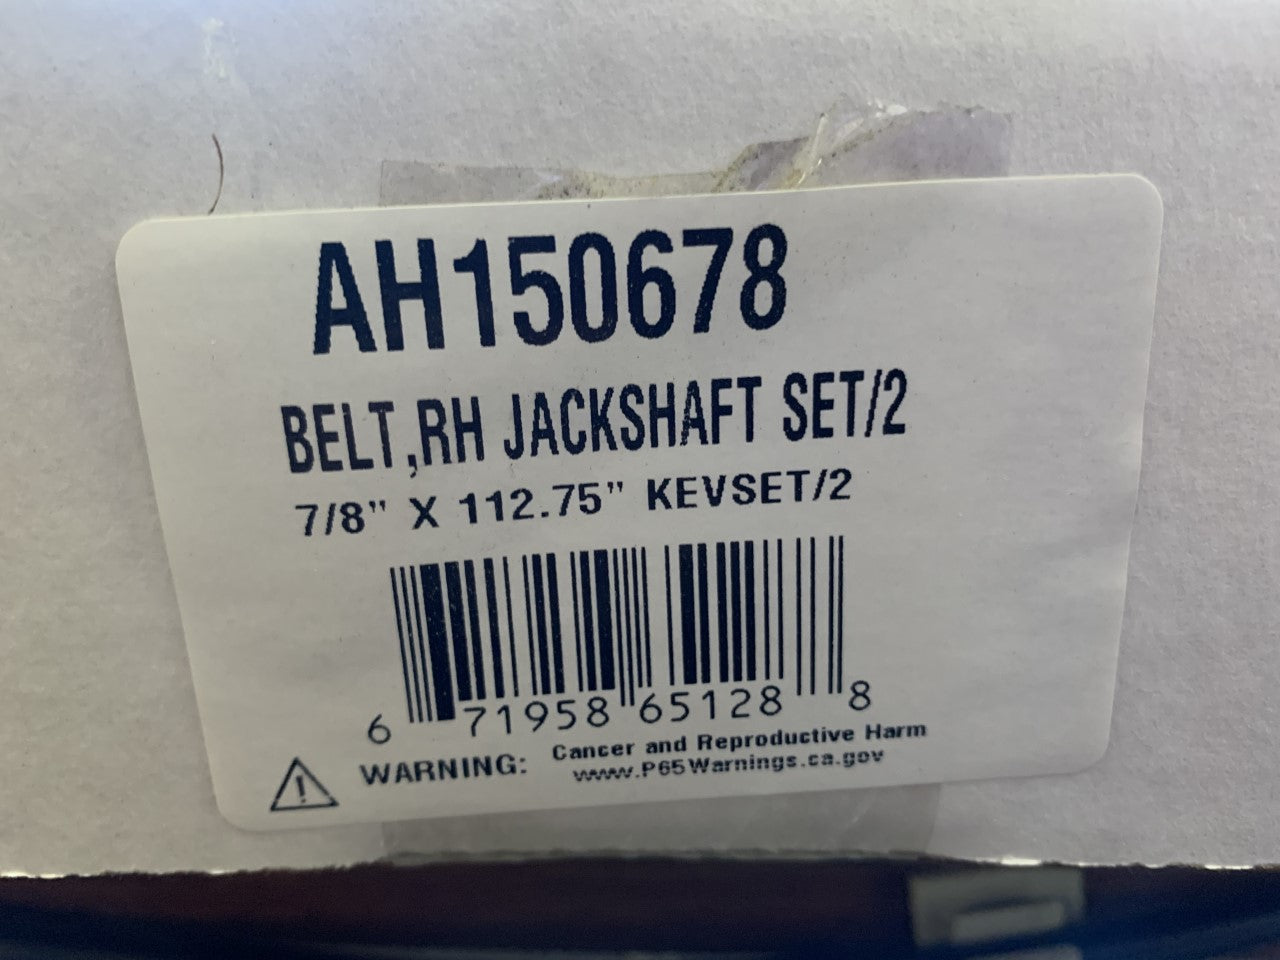 AH150678
BELT,RH JACKSHAFT SET/2
7/8" X 112.75" KEVSET/2
6 71958 65128 8
WARNING: Cancer and Reproductive Harm
www.P65Warnings.ca.gov